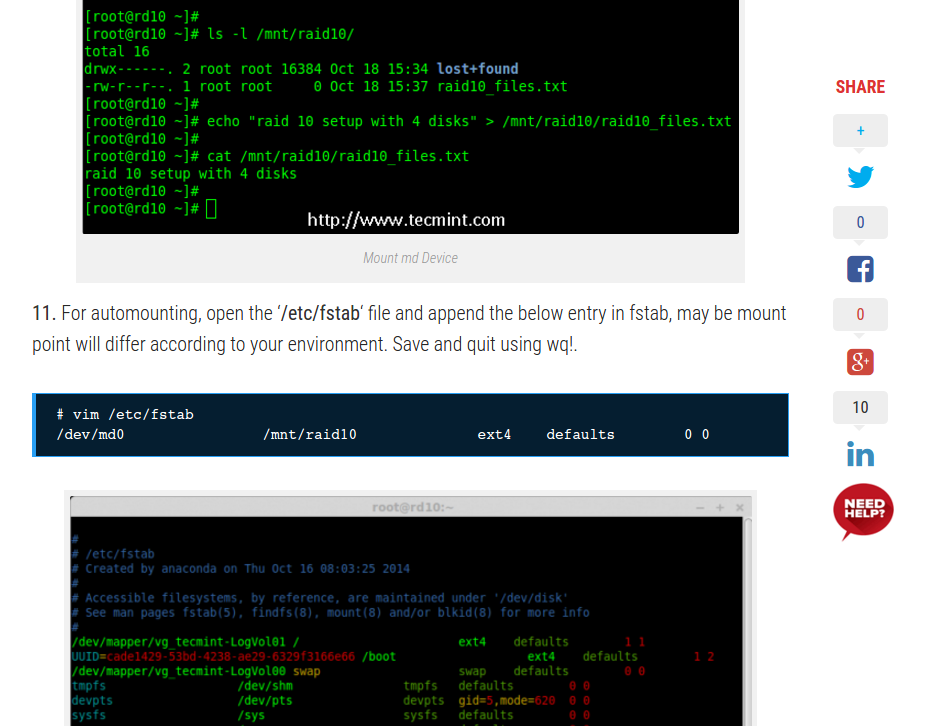 [root@rd10 ~]#
[root@rd10 ~]# ls -l /mnt/raid10/
total 16
drwx------. 2 root root 16384 Oct 18 15:34 lost+found
-rw-r--r--. 1 root root     0 Oct 18 15:37 raid10_files.txt
[root@rd10 ~]#
[root@rd10 ~]# echo "raid 10 setup with 4 disks" > /mnt/raid10/raid10_files.txt
[root@rd10 ~]#
[root@rd10 ~]# cat /mnt/raid10/raid10_files.txt
raid 10 setup with 4 disks
[root@rd10 ~]#
[root@rd10 ~]#
http://www.tecmint.com
Mount md Device
11. For automounting, open the ‘/etc/fstab‘ file and append the below entry in fstab, may be mount
point will differ according to your environment. Save and quit using wq!.
# vim /etc/fstab
/dev/md0                /mnt/raid10              ext4    defaults        0 0
root@rd10:~
#
# /etc/fstab
# Created by anaconda on Thu Oct 16 08:03:25 2014
#
# Accessible filesystems, by reference, are maintained under '/dev/disk'
# See man pages fstab(5), findfs(8), mount(8) and/or blkid(8) for more info
#
/dev/mapper/vg_tecmint-LogVol01 /                   ext4    defaults        1 1
UUID=cade1429-53bd-4238-ae29-6329f3166e66 /boot                   ext4    defaults        1 2
/dev/mapper/vg_tecmint-LogVol00 swap                swap    defaults        0 0
tmpfs                   /dev/shm                tmpfs   defaults        0 0
devpts                  /dev/pts                devpts  gid=5,mode=620  0 0
sysfs                   /sys                    sysfs   defaults        0 0
SHARE
+
0
0
g+
10
in
NEED
HELP?